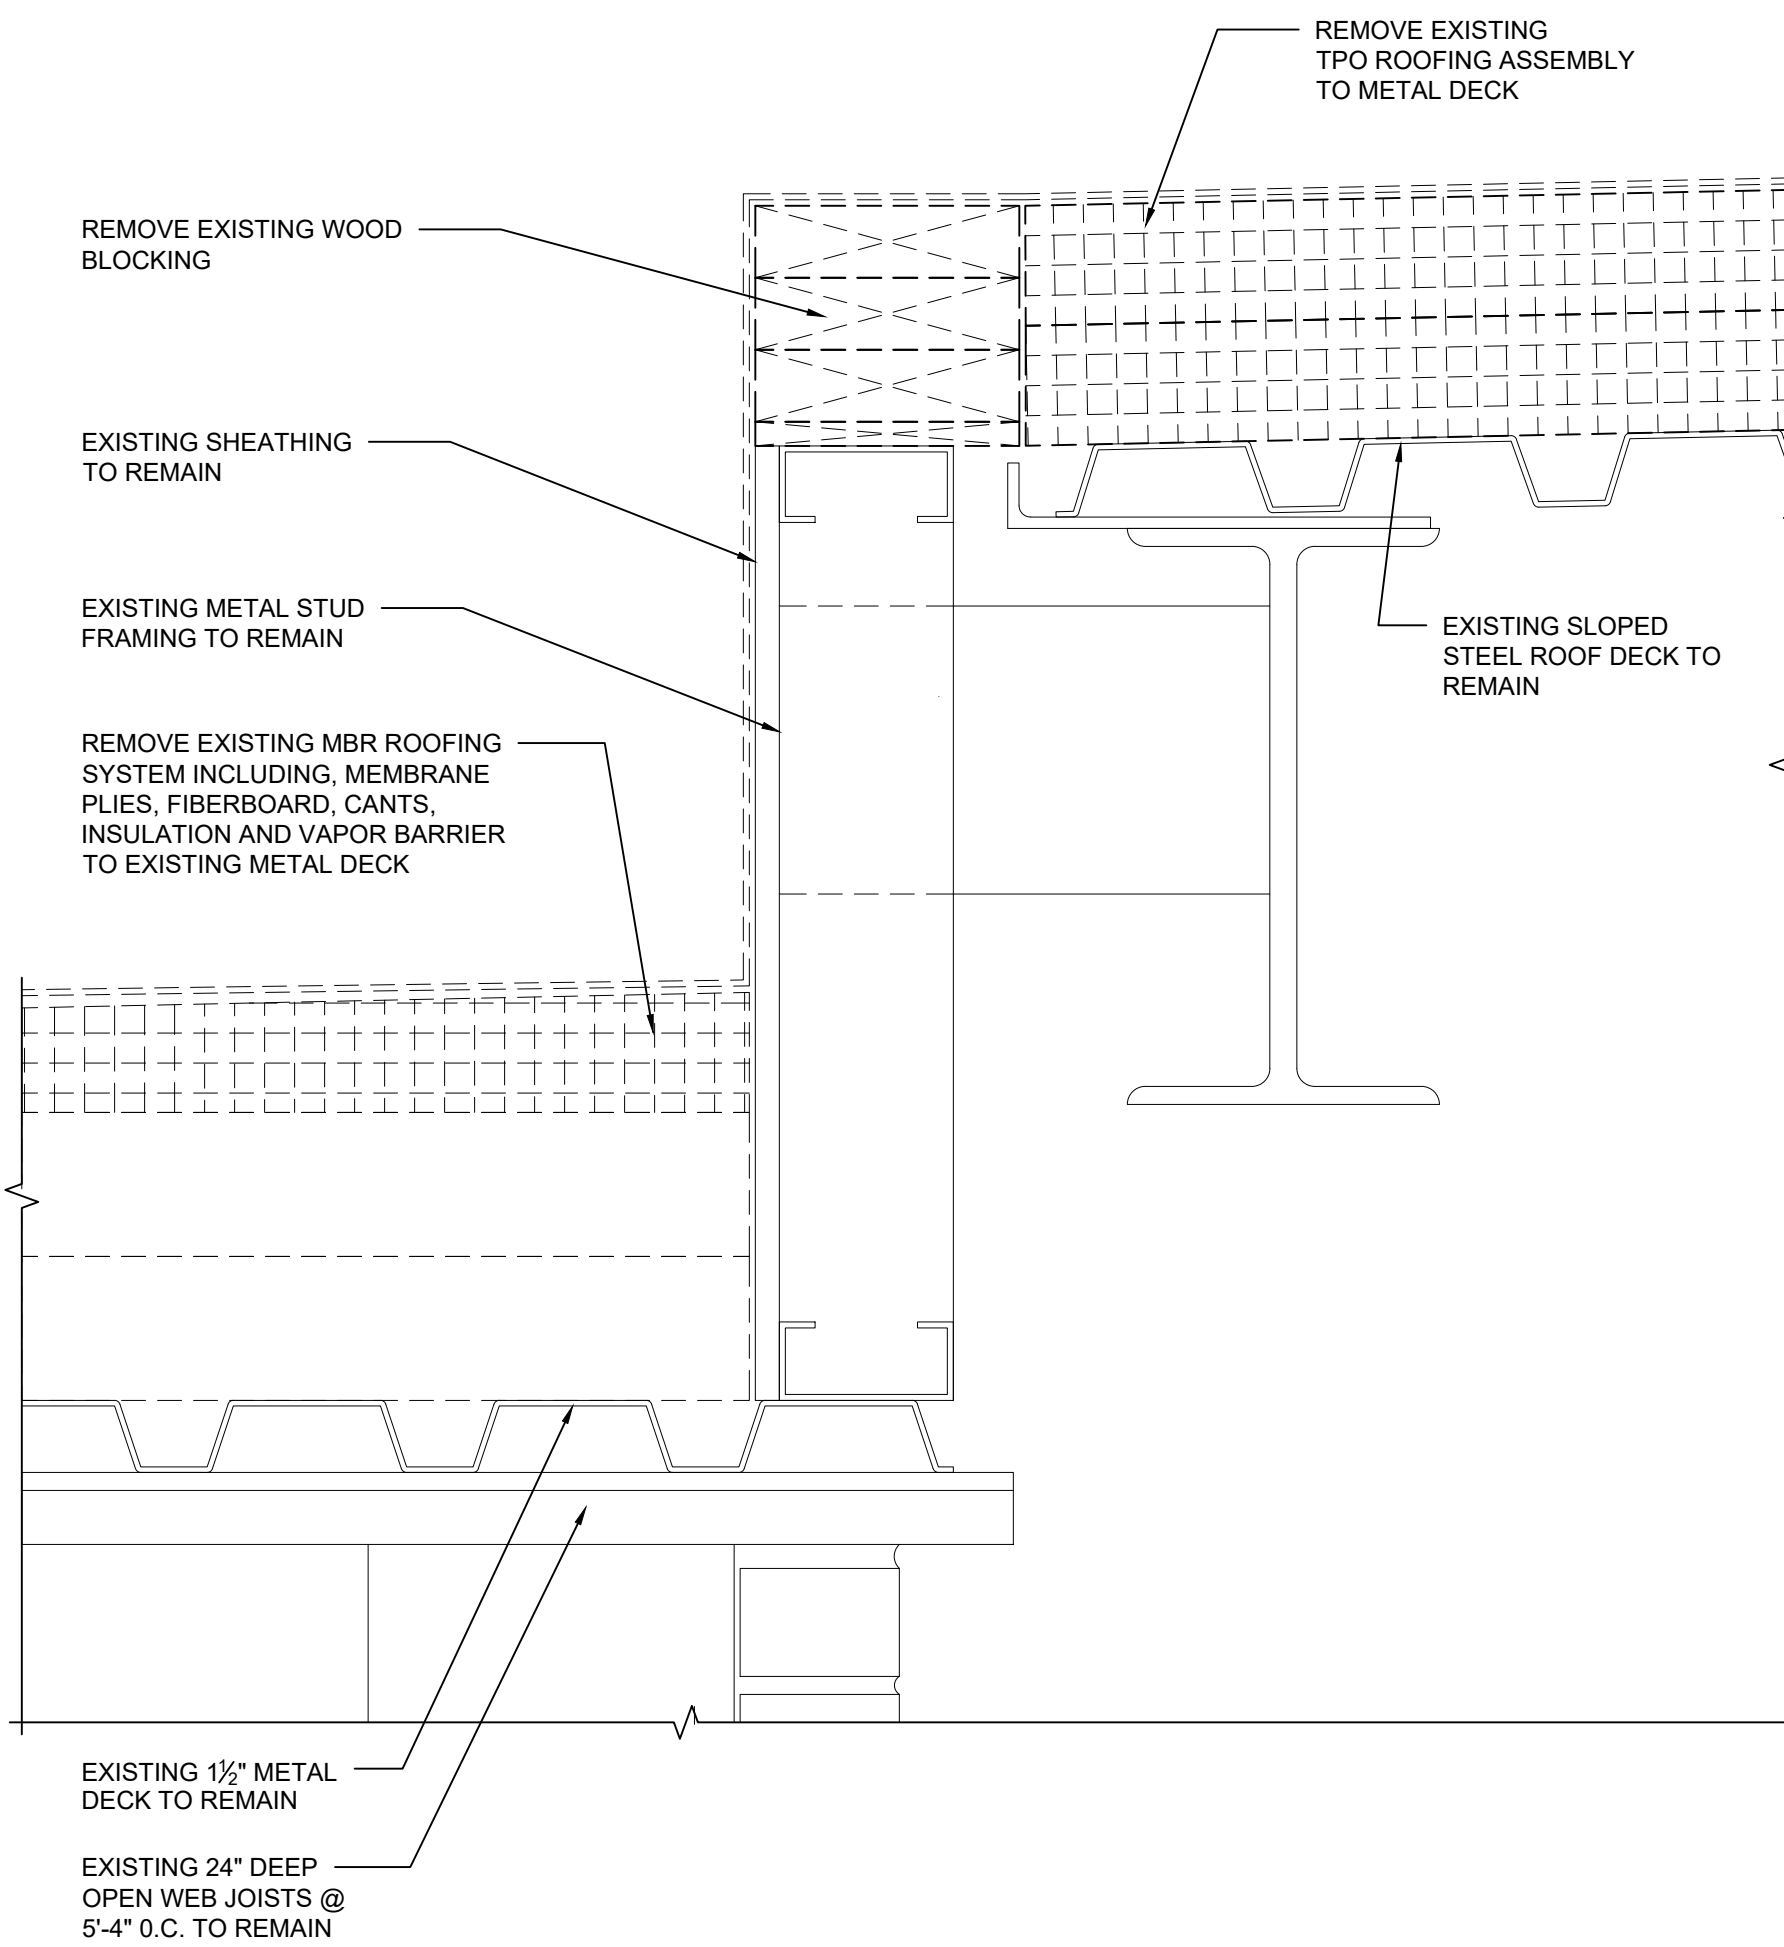 REMOVE EXISTING
TPO ROOFING ASSEMBLY
TO METAL DECK
REMOVE EXISTING WOOD
BLOCKING
EXISTING SHEATHING
TO REMAIN
EXISTING METAL STUD
FRAMING TO REMAIN
EXISTING SLOPED
STEEL ROOF DECK TO
REMAIN
REMOVE EXISTING MBR ROOFING
SYSTEM INCLUDING, MEMBRANE
PLIES, FIBERBOARD, CANTS,
INSULATION AND VAPOR BARRIER
TO EXISTING METAL DECK
EXISTING 1½" METAL
DECK TO REMAIN
EXISTING 24" DEEP
OPEN WEB JOISTS @
5'-4" 0.C. TO REMAIN